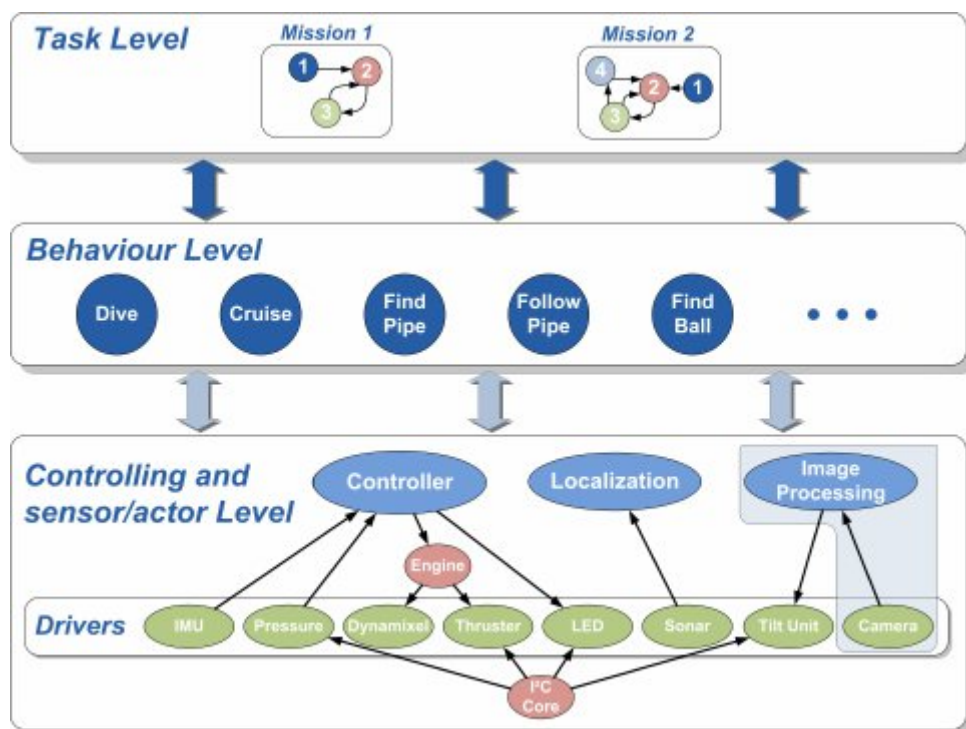 Task Level
Mission 1
1
2
3
Mission 2
4
2
1
3
Behaviour Level
Dive
Cruise
Find
Pipe
Follow
Pipe
Find
Ball
Controlling and
sensor/actor Level
Controller
Localization
Image
Processing
Engine
Drivers
IMU
Pressure
Dynamixel
Thruster
LED
Sonar
Tilt Unit
Camera
I²C
Core